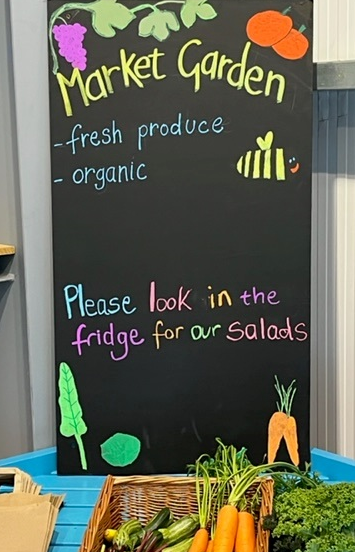 Market Garden
- fresh produce
- organic
Please look in the
fridge for our salads